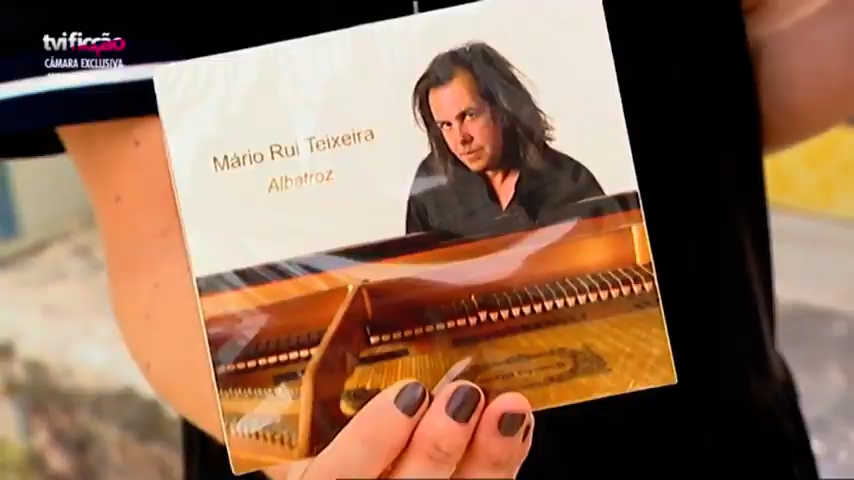 tvificção
CÂMARA EXCLUSIVA
Mário Rui Teixeira
Albatroz